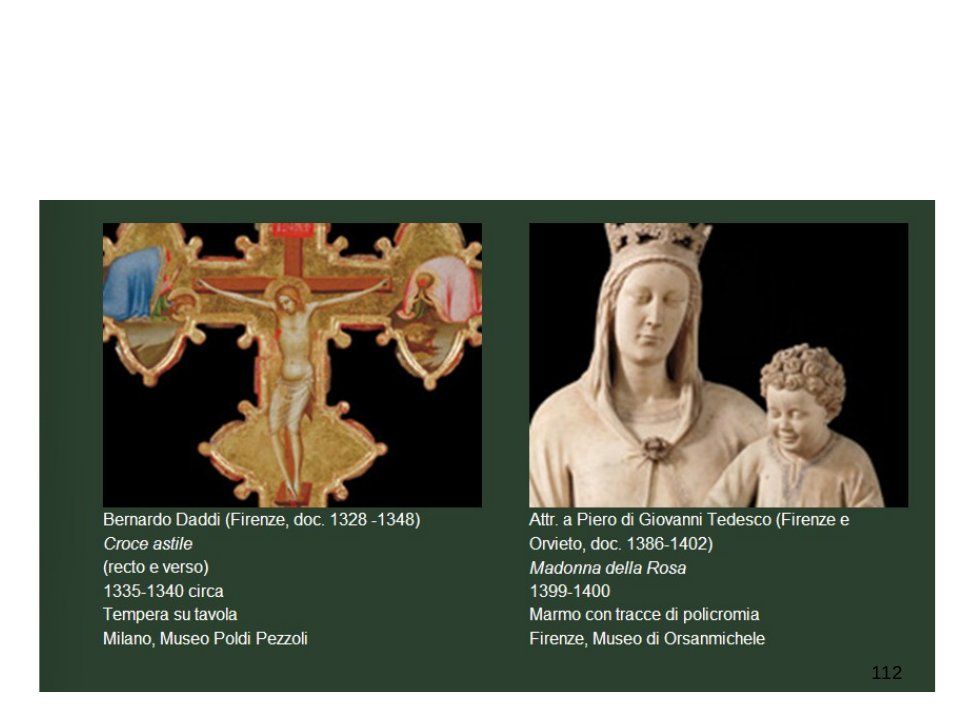 Bernardo Daddi (Firenze, doc. 1328 -1348)
Croce astile
(recto e verso)
1335-1340 circa
Tempera su tavola
Milano, Museo Poldi Pezzoli
Attr. a Piero di Giovanni Tedesco (Firenze e
Orvieto, doc. 1386-1402)
Madonna della Rosa
1399-1400
Marmo con tracce di policromia
Firenze, Museo di Orsanmichele
112